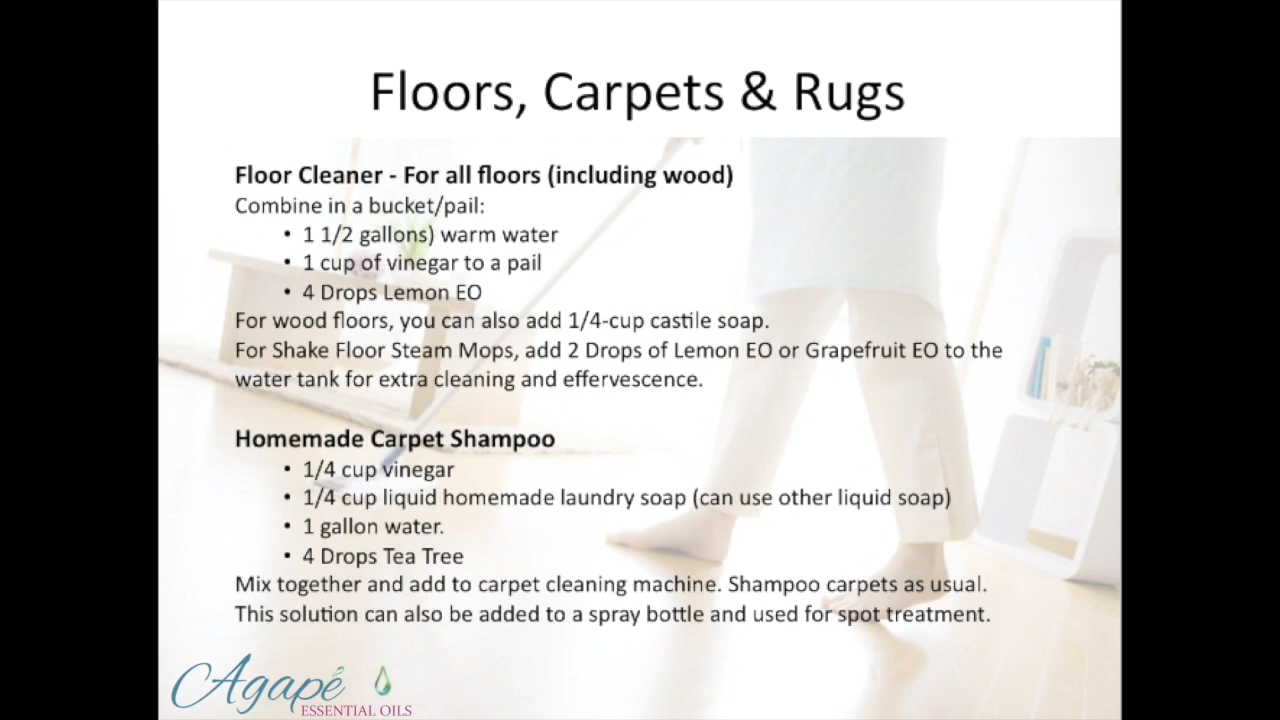 Floors, Carpets & Rugs
Floor Cleaner - For all floors (including wood)
Combine in a bucket/pail:
• 1 1/2 gallons) warm water
• 1 cup of vinegar to a pail
• 4 Drops Lemon EO
For wood floors, you can also add 1/4-cup castile soap.
For Shake Floor Steam Mops, add 2 Drops of Lemon EO or Grapefruit EO to the
water tank for extra cleaning and effervescence.
Homemade Carpet Shampoo
• 1/4 cup vinegar
• 1/4 cup liquid homemade laundry soap (can use other liquid soap)
• 1 gallon water.
• 4 Drops Tea Tree
Mix together and add to carpet cleaning machine. Shampoo carpets as usual.
This solution can also be added to a spray bottle and used for spot treatment.
Agapé
ESSENTIAL OILS